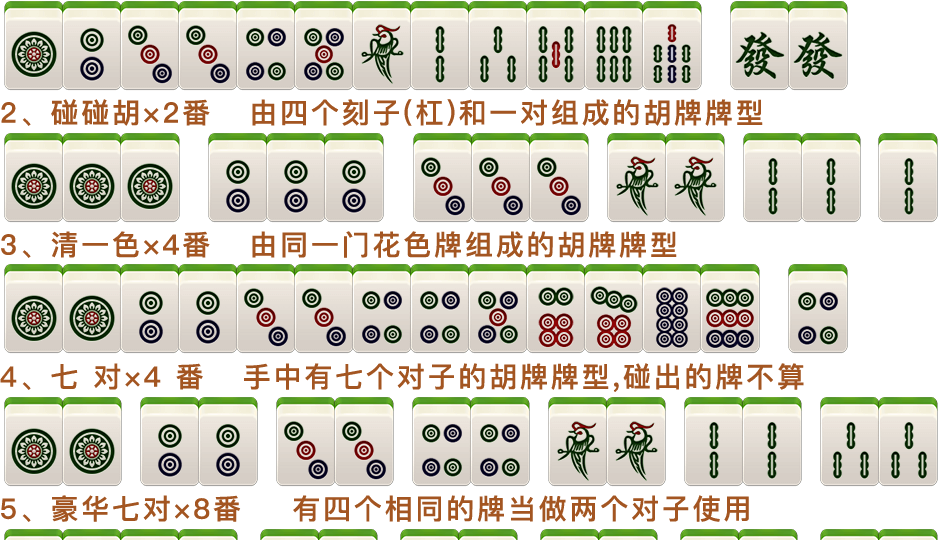 發 發
2、碰碰胡×2番 由四个刻子(杠)和一对组成的胡牌牌型
3、清一色×4番 由同一门花色牌组成的胡牌牌型
4、七 对×4 番 手中有七个对子的胡牌牌型,碰出的牌不算
5、豪华七对×8番 有四个相同的牌当做两个对子使用